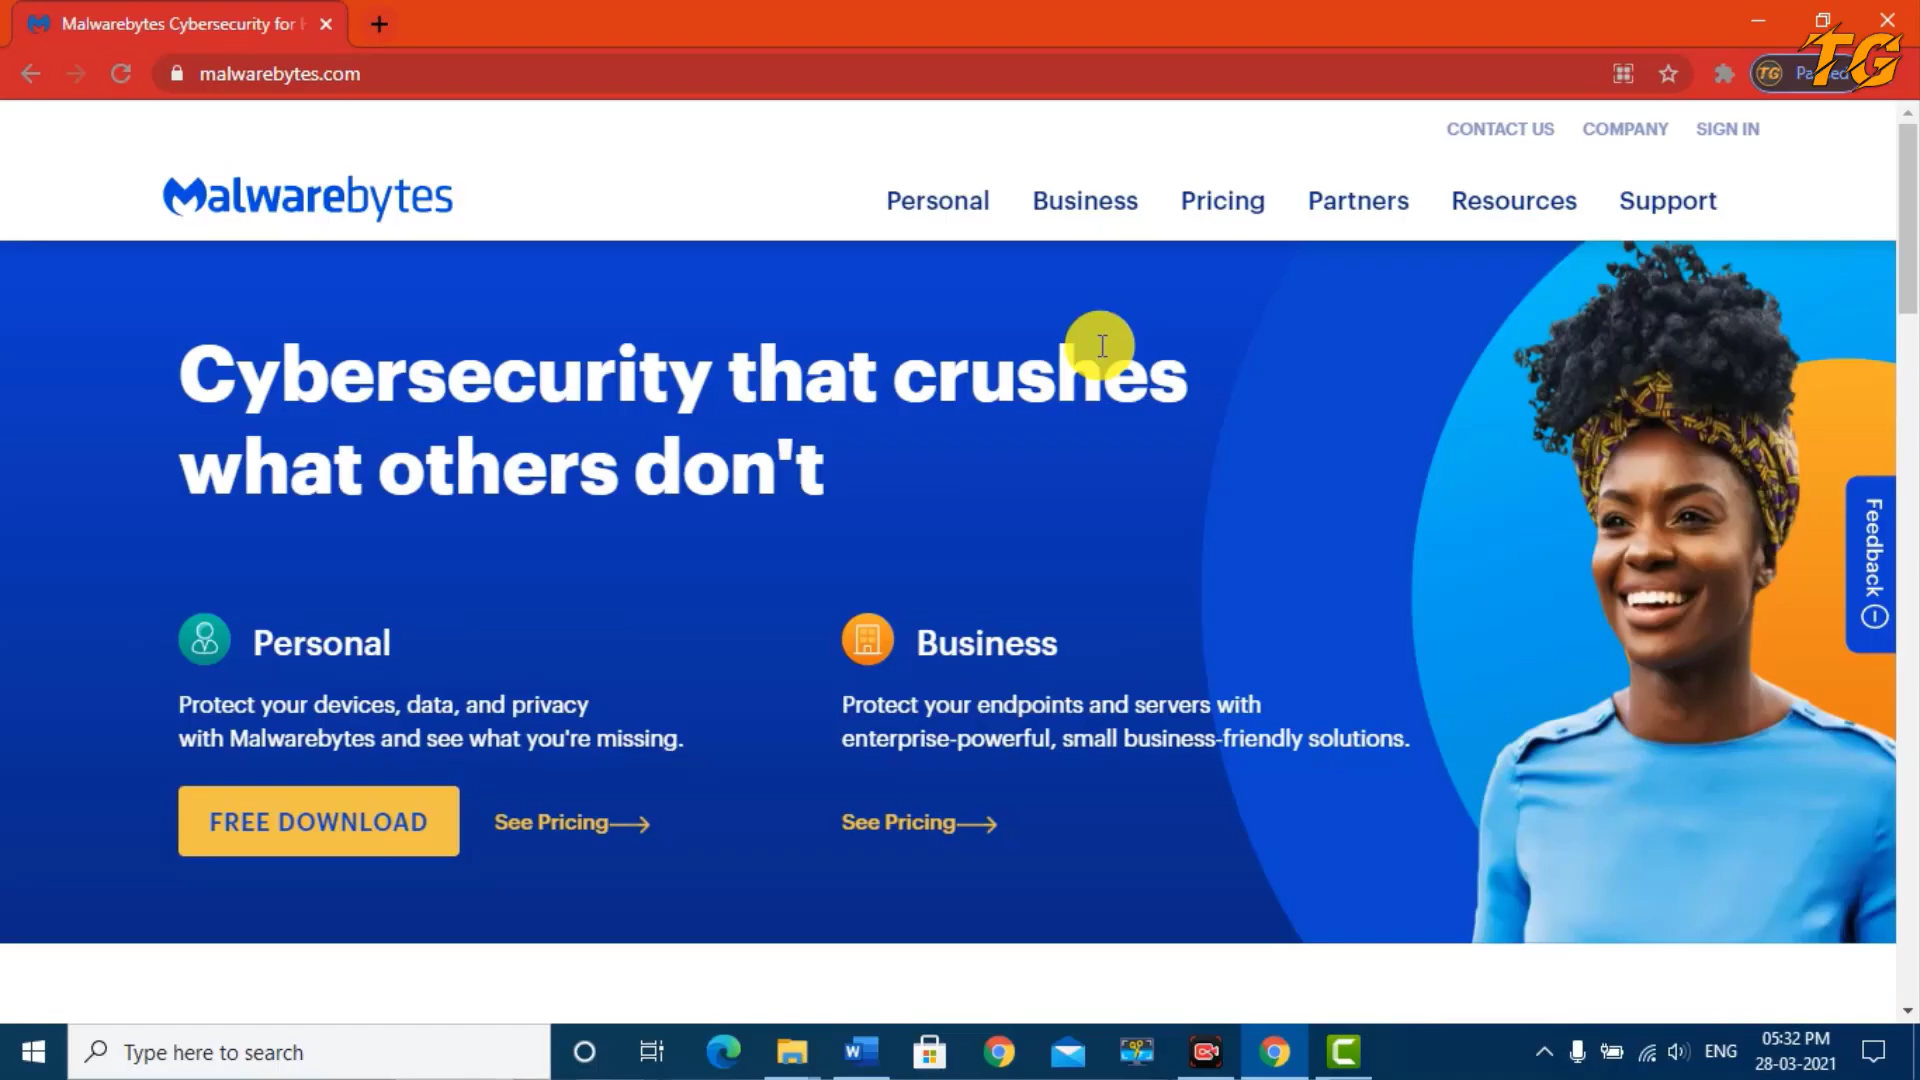 Malwarebytes Cybersecurity for
TG
malwarebytes.com
TG
CONTACT US COMPANY SIGN IN
Malwarebytes
Personal Business Pricing Partners Resources Support
Cybersecurity that crushes
what others don't
Feedback
Personal
Protect your devices, data, and privacy
with Malwarebytes and see what you're missing.
FREE DOWNLOAD See Pricing
Business
Protect your endpoints and servers with
enterprise-powerful, small business-friendly solutions.
See Pricing
Type here to search
ENG
05:32 PM
28-03-2021